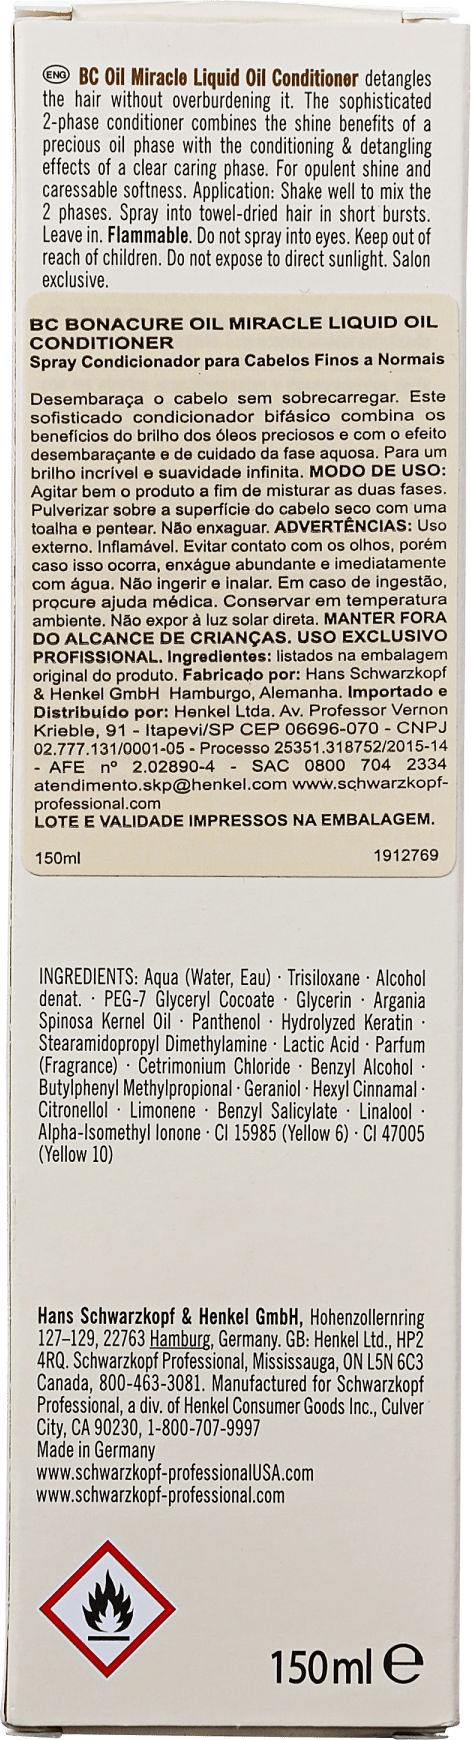 ENG BC Oil Miracle Liquid Oil Conditioner detangles
the hair without overburdening it. The sophisticated
2-phase conditioner combines the shine benefits of a
precious oil phase with the conditioning & detangling
effects of a clear caring phase. For opulent shine and
caressable softness. Application: Shake well to mix the
2 phases. Spray into towel-dried hair in short bursts.
Leave in. Flammable. Do not spray into eyes. Keep out of
reach of children. Do not expose to direct sunlight. Salon
exclusive.
BC BONACURE OIL MIRACLE LIQUID OIL
CONDITIONER
Spray Condicionador para Cabelos Finos a Normais
Desembaraça o cabelo sem sobrecarregar. Este
sofisticado condicionador bifásico combina os
benefícios do brilho dos óleos preciosos e com o efeito
desembaraçante e de cuidado da fase aquosa. Para um
brilho incrível e suavidade infinita. MODO DE USO:
Agitar bem o produto a fim de misturar as duas fases.
Pulverizar sobre a superfície do cabelo seco com uma
toalha e pentear. Não enxaguar. ADVERTÊNCIAS: Uso
externo. Inflamável. Evitar contato com os olhos, porém
caso isso ocorra, enxágue abundante e imediatamente
com água. Não ingerir e inalar. Em caso de ingestão,
procure ajuda médica. Conservar em temperatura
ambiente. Não expor à luz solar direta. MANTER FORA
DO ALCANCE DE CRIANÇAS. USO EXCLUSIVO
PROFISSIONAL. Ingredientes: listados na embalagem
original do produto. Fabricado por: Hans Schwarzkopf
& Henkel GmbH Hamburgo, Alemanha. Importado e
Distribuído por: Henkel Ltda. Av. Professor Vernon
Krieble, 91 - Itapevi/SP CEP 06696-070 - CNPJ
02.777.131/0001-05 - Processo 25351.318752/2015-14
- AFE nº 2.02890-4 - SAC 0800 704 2334
atendimento.skp@henkel.com www.schwarzkopf-
professional.com
LOTE E VALIDADE IMPRESSOS NA EMBALAGEM.
150ml 1912769
INGREDIENTS: Aqua (Water, Eau) · Trisiloxane · Alcohol
denat. · PEG-7 Glyceryl Cocoate · Glycerin · Argania
Spinosa Kernel Oil · Panthenol · Hydrolyzed Keratin ·
Stearamidopropyl Dimethylamine · Lactic Acid · Parfum
(Fragrance) · Cetrimonium Chloride · Benzyl Alcohol ·
Butylphenyl Methylpropional · Geraniol · Hexyl Cinnamal ·
Citronellol · Limonene · Benzyl Salicylate · Linalool ·
Alpha-Isomethyl Ionone · CI 15985 (Yellow 6) · CI 47005
(Yellow 10)
Hans Schwarzkopf & Henkel GmbH, Hohenzollernring
127–129, 22763 Hamburg, Germany. GB: Henkel Ltd., HP2
4RQ. Schwarzkopf Professional, Mississauga, ON L5N 6C3
Canada, 800-463-3081. Manufactured for Schwarzkopf
Professional, a div. of Henkel Consumer Goods Inc., Culver
City, CA 90230, 1-800-707-9997
Made in Germany
www.schwarzkopf-professionalUSA.com
www.schwarzkopf-professional.com
150ml ℮